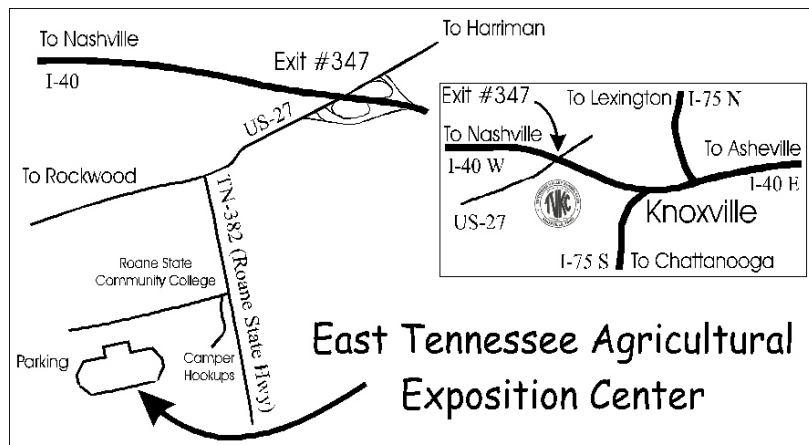 To Nashville
I-40
Exit #347
To Harriman
US-27
To Rockwood
TN-382 (Roane State Hwy)
Roane State
Community College
Camper
Hookups
Parking
East Tennessee Agricultural
Exposition Center
Exit #347
To Lexington
I-75 N
To Nashville
I-40 W
To Asheville
I-40 E
US-27
TVKC
Knoxville
I-75 S
To Chattanooga